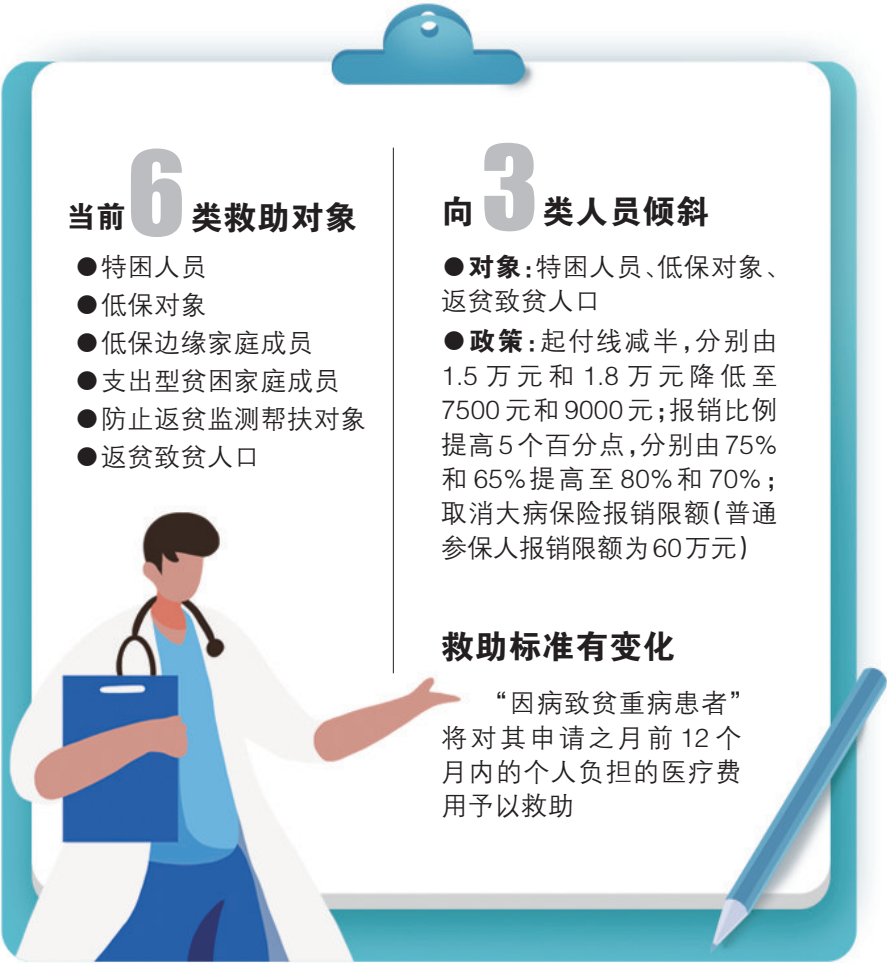 当前6类救助对象
●特困人员
●低保对象
●低保边缘家庭成员
●支出型贫困家庭成员
●防止返贫监测帮扶对象
●返贫致贫人口
向3类人员倾斜
●对象:特困人员、低保对象、
返贫致贫人口
●政策:起付线减半,分别由
1.5万元和1.8万元降低至
7500元和9000元;报销比例
提高5个百分点,分别由75%
和65%提高至80%和70%;
取消大病保险报销限额(普通
参保人报销限额为60万元)
救助标准有变化
“因病致贫重病患者”
将对其申请之月前12个
月内的个人负担的医疗费
用予以救助